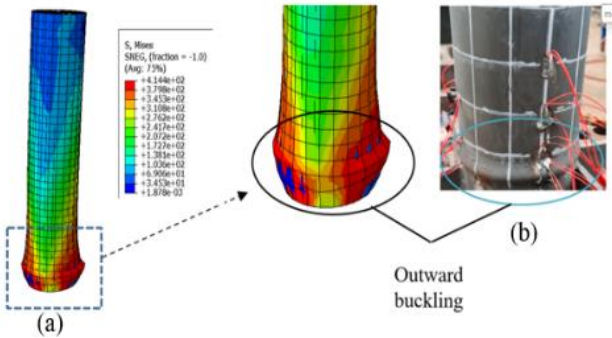 S, Mises
SNEG, (fraction = -1.0)
(Avg: 75%)
+4.144e+02
+3.798e+02
+3.453e+02
+3.108e+02
+2.762e+02
+2.417e+02
+2.072e+02
+1.727e+02
+1.381e+02
+1.036e+02
+6.906e+01
+3.453e+01
+1.878e-03
(a)
(b)
Outward
buckling